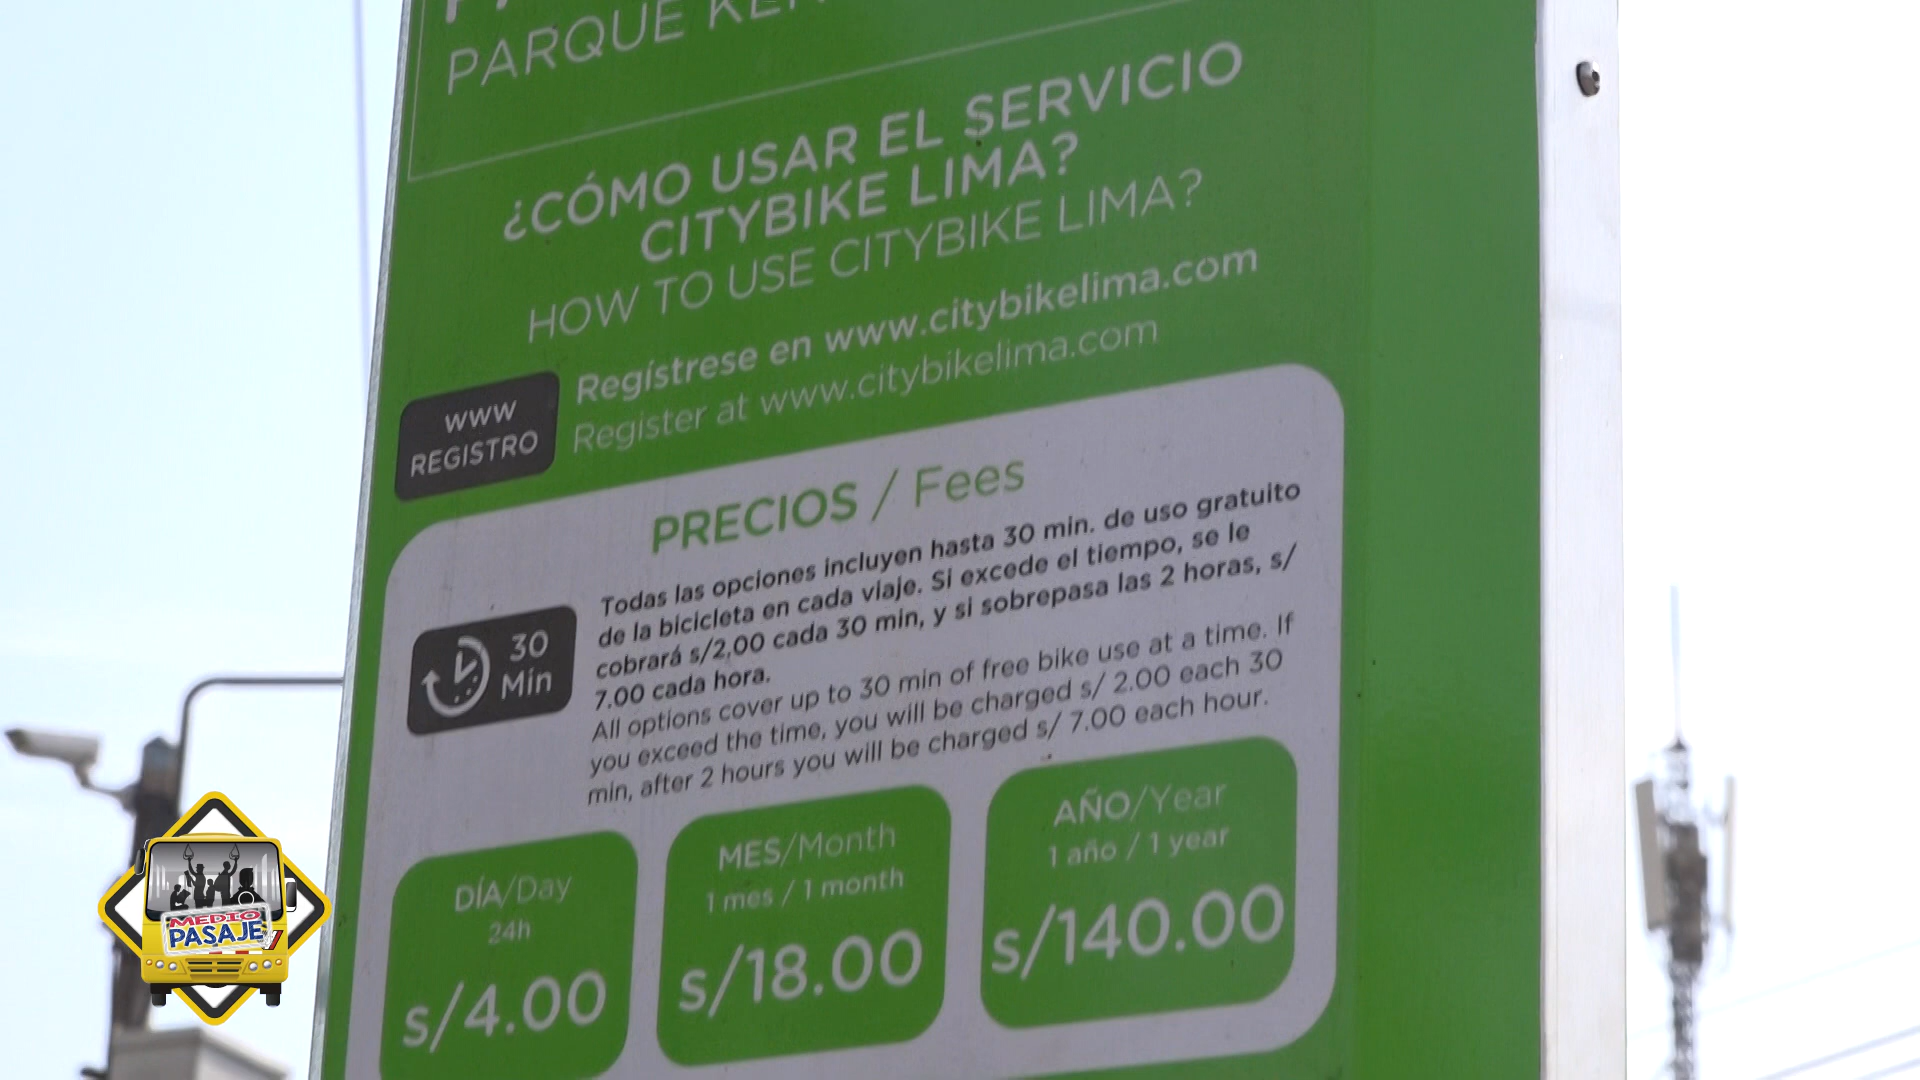 PARQUE
¿CÓMO USAR EL SERVICIO
CITYBIKE LIMA?
HOW TO USE CITYBIKE LIMA?
Regístrese en www.citybikelima.com
Register at www.citybikelima.com
WWW
REGISTRO
PRECIOS / Fees
30
Min
Todas las opciones incluyen hasta 30 min. de uso gratuito
de la bicicleta en cada viaje. Si excede el tiempo, se le
cobrará s/2,00 cada 30 min, y si sobrepasa las 2 horas, s/
7.00 cada hora.
All options cover up to 30 min of free bike use at a time. If
you exceed the time, you will be charged s/ 2.00 each 30
min, after 2 hours you will be charged s/ 7.00 each hour.
DÍA/Day
24h
s/4.00
MES/Month
1 mes / 1 month
s/18.00
AÑO/Year
1 año / 1 year
s/140.00
MEDIO
PASAJE